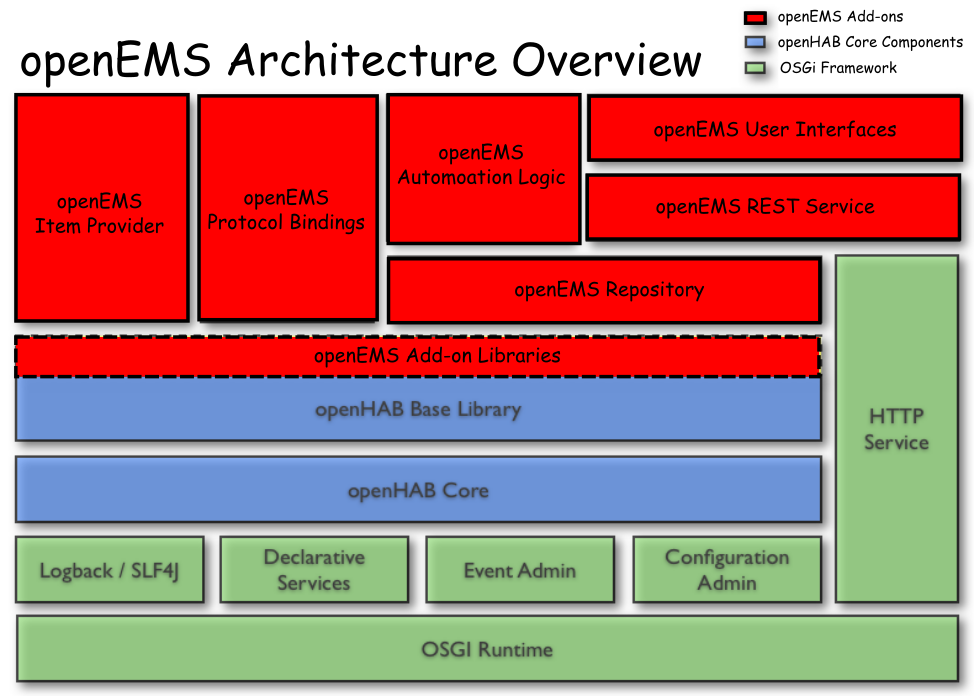 openEMS Architecture Overview
openEMS Add-ons
openHAB Core Components
OSGi Framework
openEMS
Item Provider
openEMS
Protocol Bindings
openEMS
Automoation Logic
openEMS User Interfaces
openEMS REST Service
openEMS Repository
openEMS Add-on Libraries
openHAB Base Library
HTTP
Service
openHAB Core
Logback / SLF4J
Declarative
Services
Event Admin
Configuration
Admin
OSGI Runtime